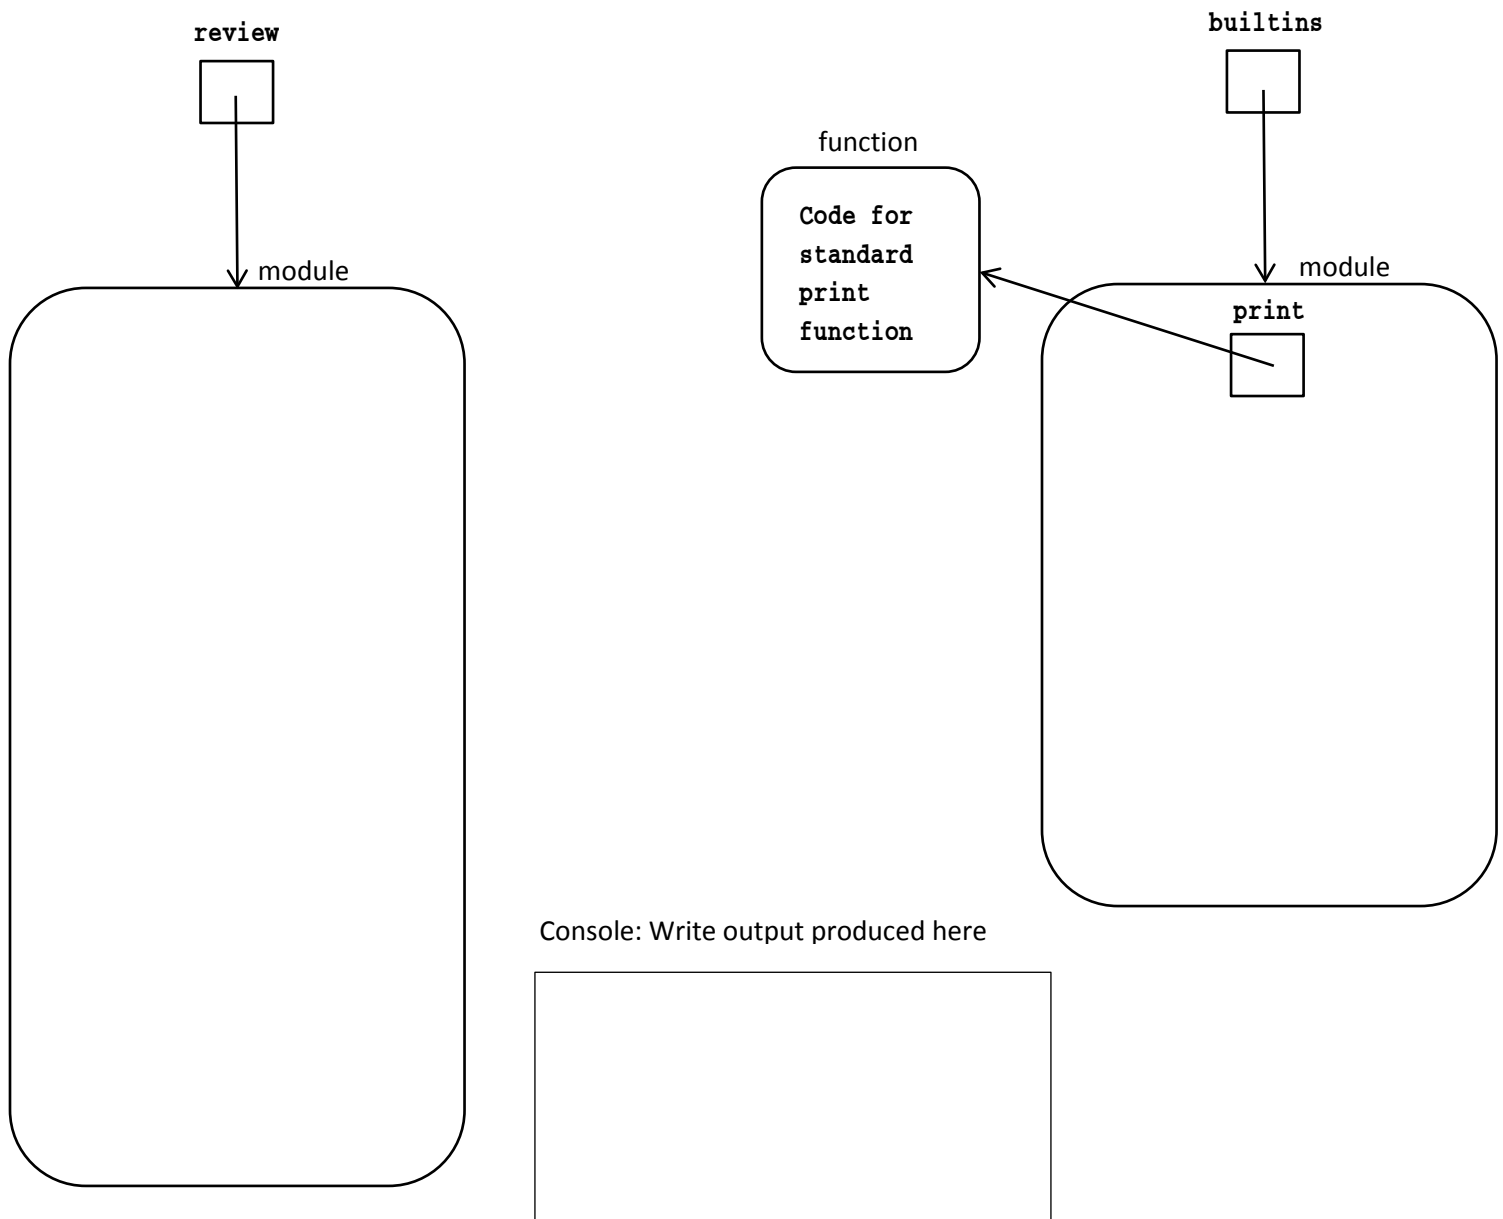 review
builtins
function
Code for
standard
print
function
module
module
print
Console: Write output produced here